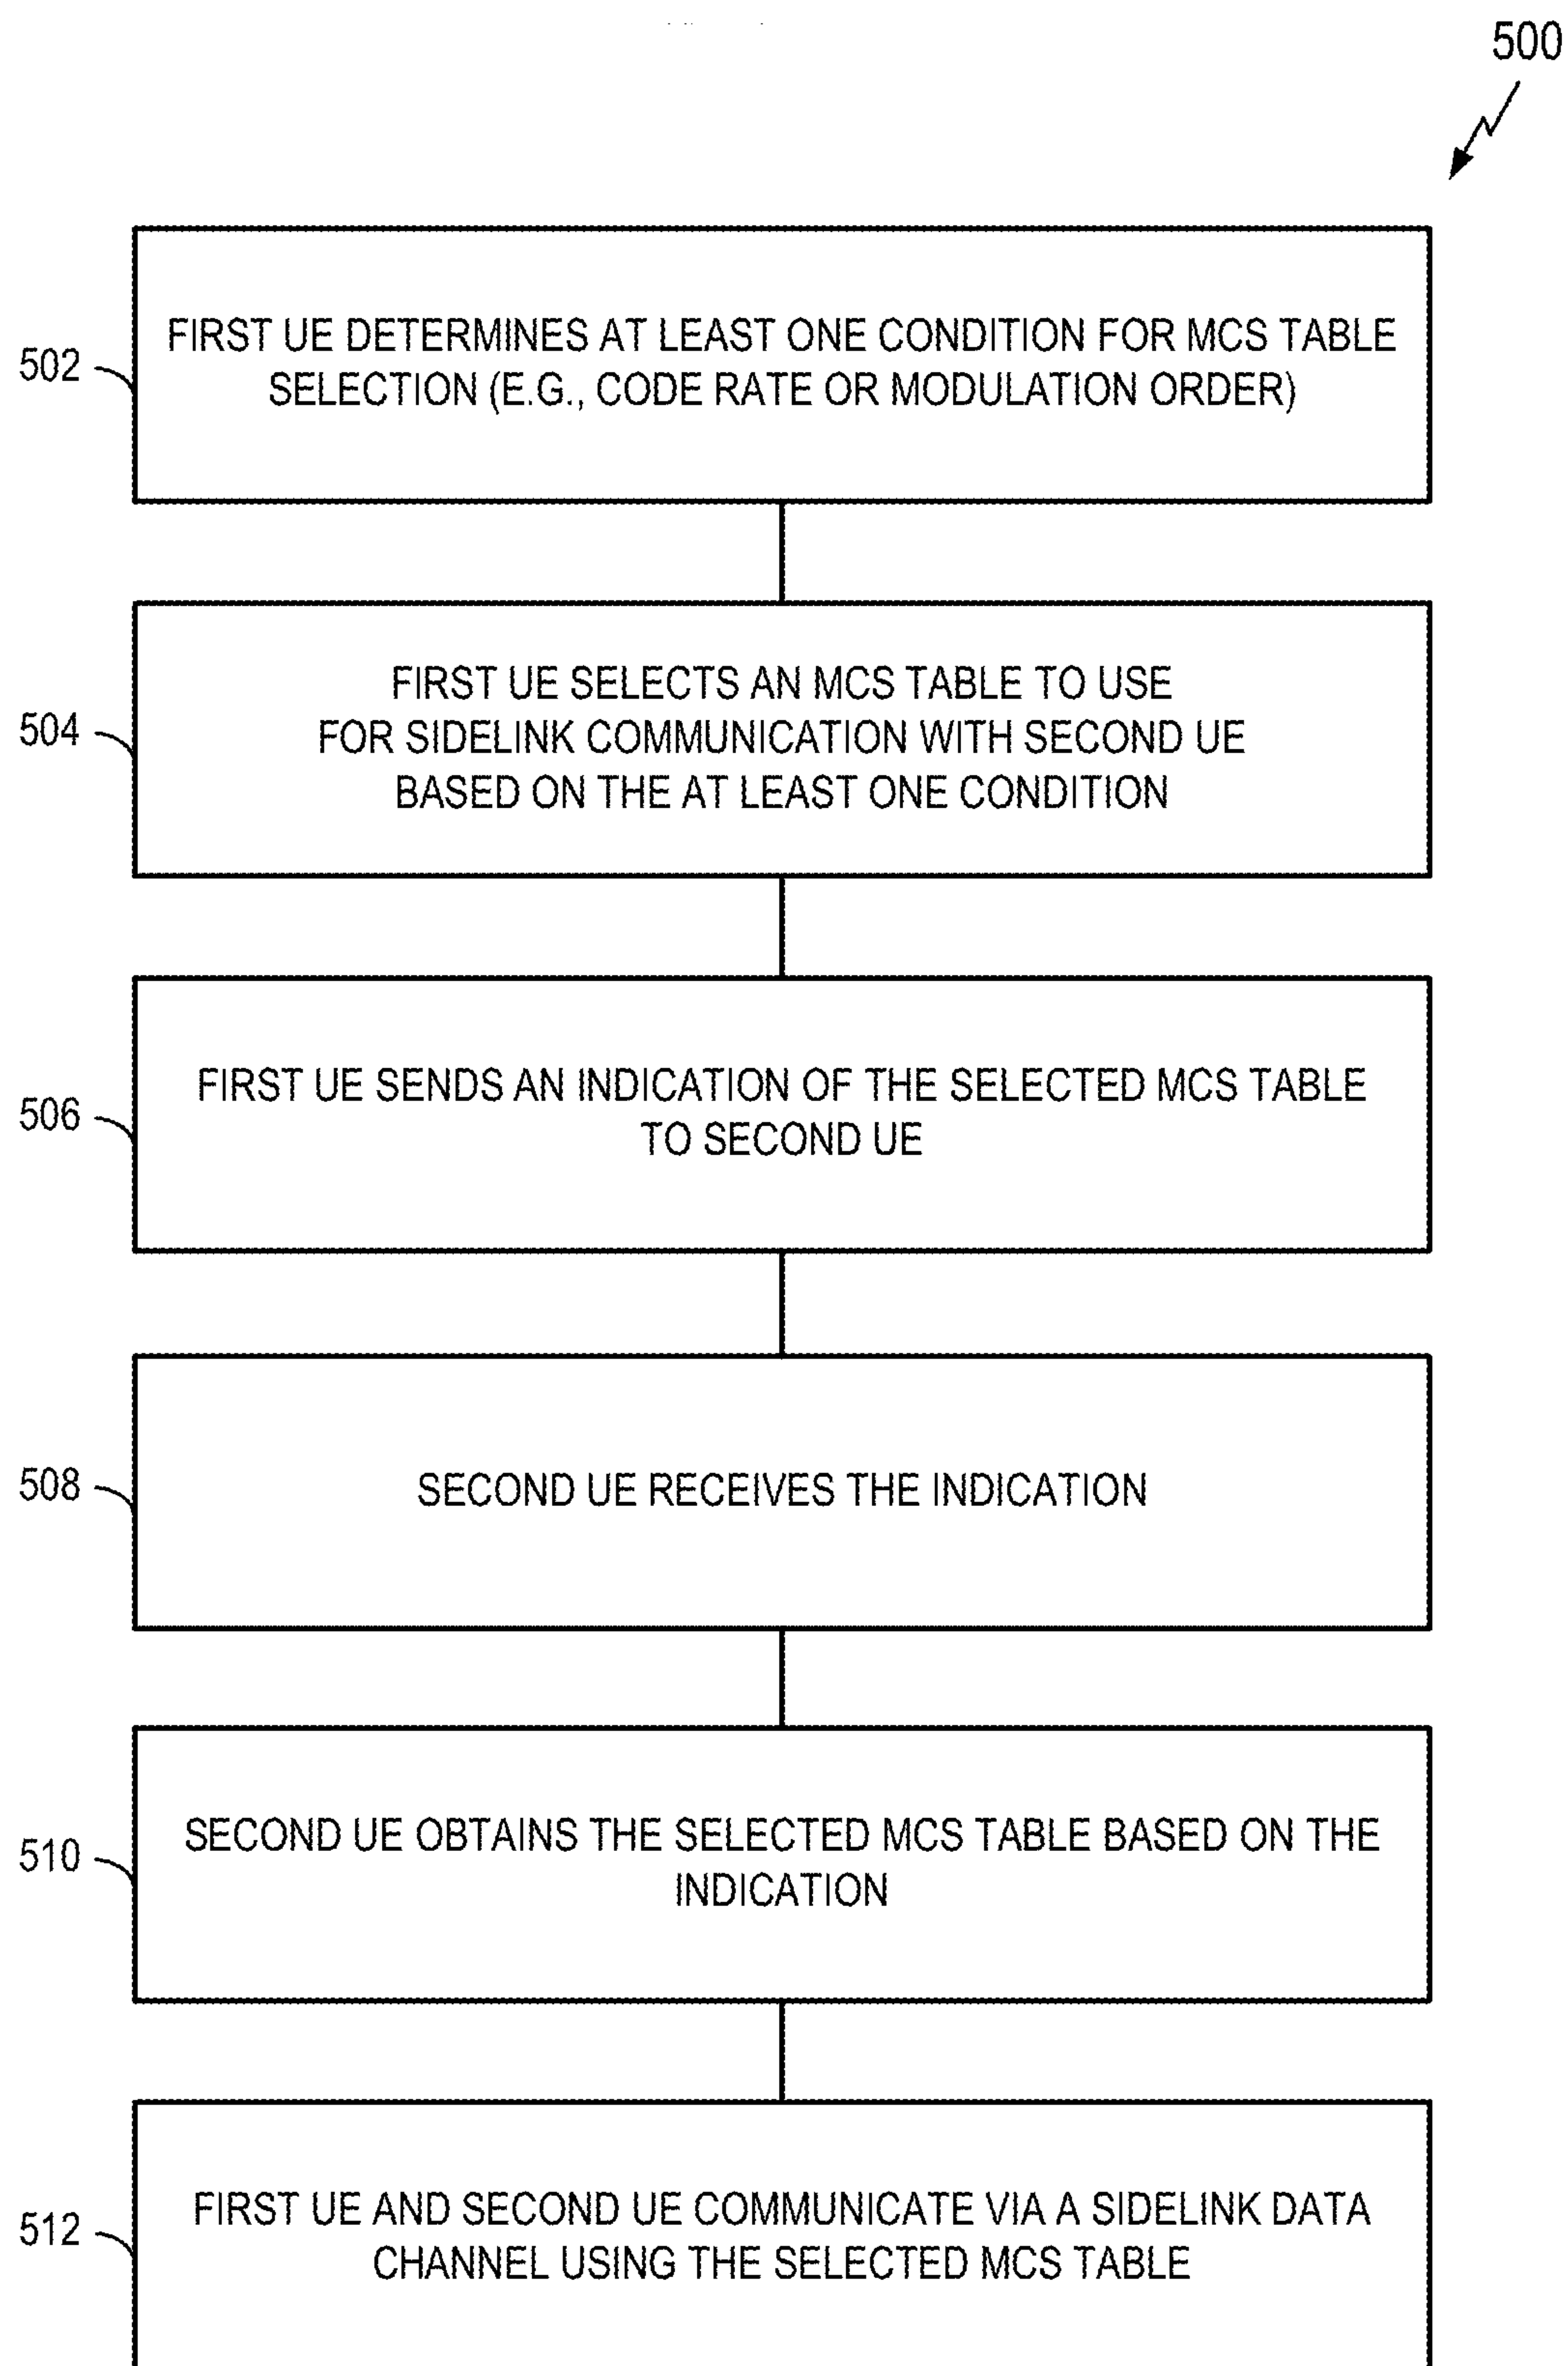 500
502
FIRST UE DETERMINES AT LEAST ONE CONDITION FOR MCS TABLE
SELECTION (E.G., CODE RATE OR MODULATION ORDER)
504
FIRST UE SELECTS AN MCS TABLE TO USE
FOR SIDELINK COMMUNICATION WITH SECOND UE
BASED ON THE AT LEAST ONE CONDITION
506
FIRST UE SENDS AN INDICATION OF THE SELECTED MCS TABLE
TO SECOND UE
508
SECOND UE RECEIVES THE INDICATION
510
SECOND UE OBTAINS THE SELECTED MCS TABLE BASED ON THE
INDICATION
512
FIRST UE AND SECOND UE COMMUNICATE VIA A SIDELINK DATA
CHANNEL USING THE SELECTED MCS TABLE